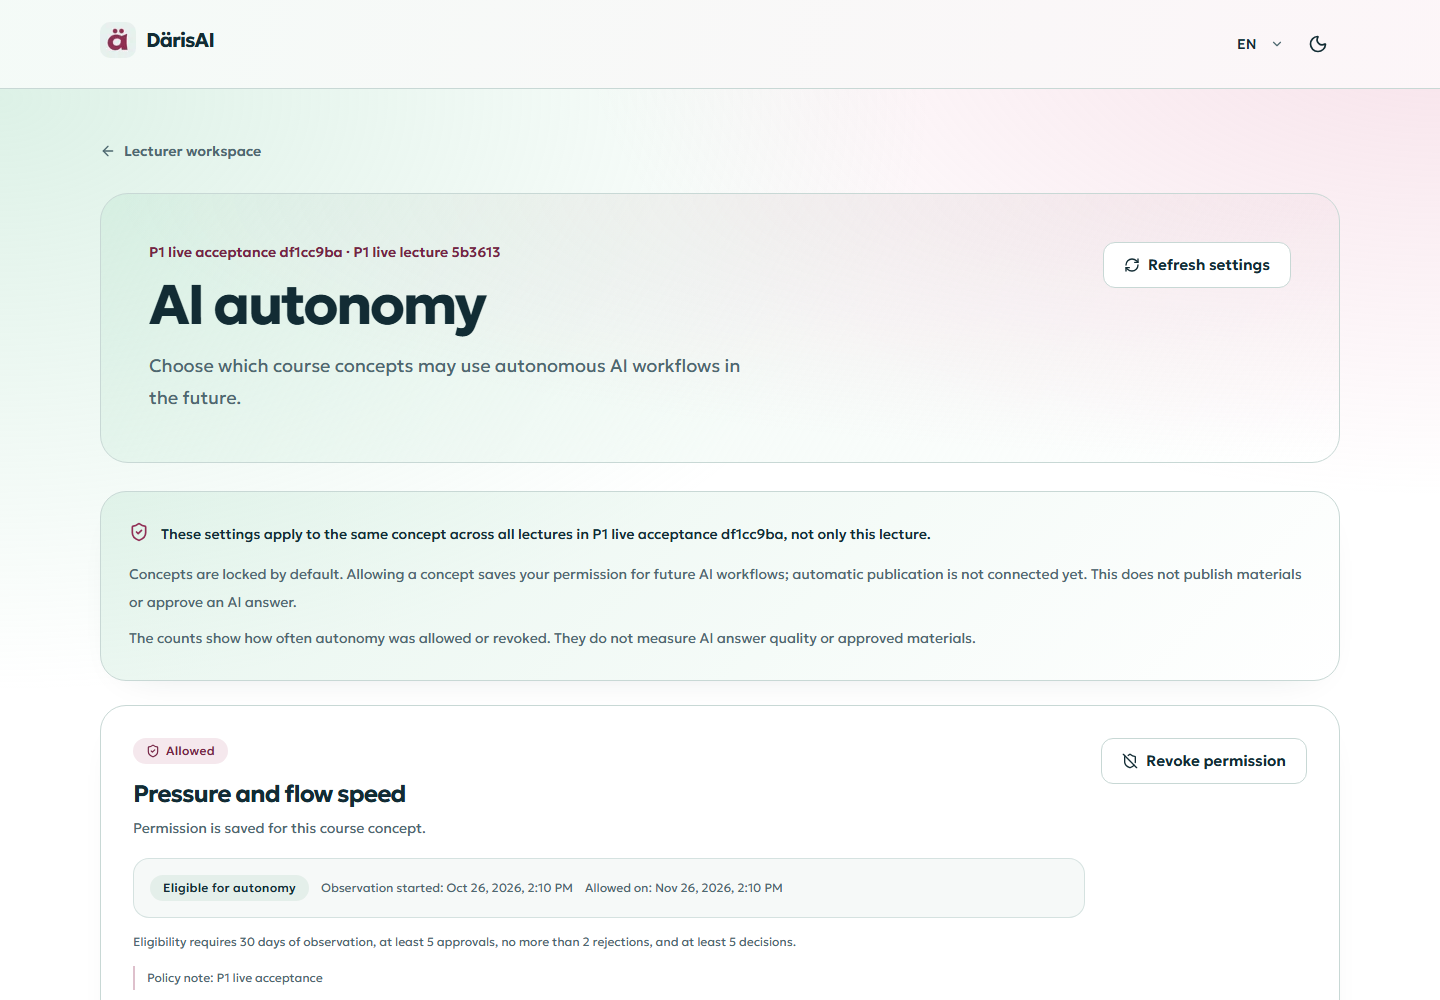 ä DärisAI
EN
Lecturer workspace
P1 live acceptance df1cc9ba · P1 live lecture 5b3613
Refresh settings
AI autonomy
Choose which course concepts may use autonomous AI workflows in
the future.
These settings apply to the same concept across all lectures in P1 live acceptance df1cc9ba, not only this lecture.
Concepts are locked by default. Allowing a concept saves your permission for future AI workflows; automatic publication is not connected yet. This does not publish materials
or approve an AI answer.
The counts show how often autonomy was allowed or revoked. They do not measure AI answer quality or approved materials.
Allowed
Revoke permission
Pressure and flow speed
Permission is saved for this course concept.
Eligible for autonomy Observation started: Oct 26, 2026, 2:10 PM Allowed on: Nov 26, 2026, 2:10 PM
Eligibility requires 30 days of observation, at least 5 approvals, no more than 2 rejections, and at least 5 decisions.
Policy note: P1 live acceptance